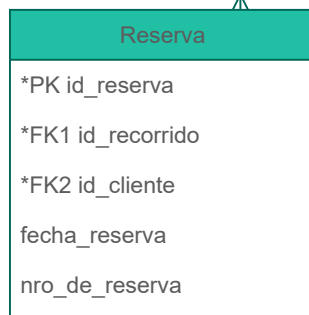 Reserva
*PK id_reserva
*FK1 id_recorrido
*FK2 id_cliente
fecha_reserva
nro_de_reserva